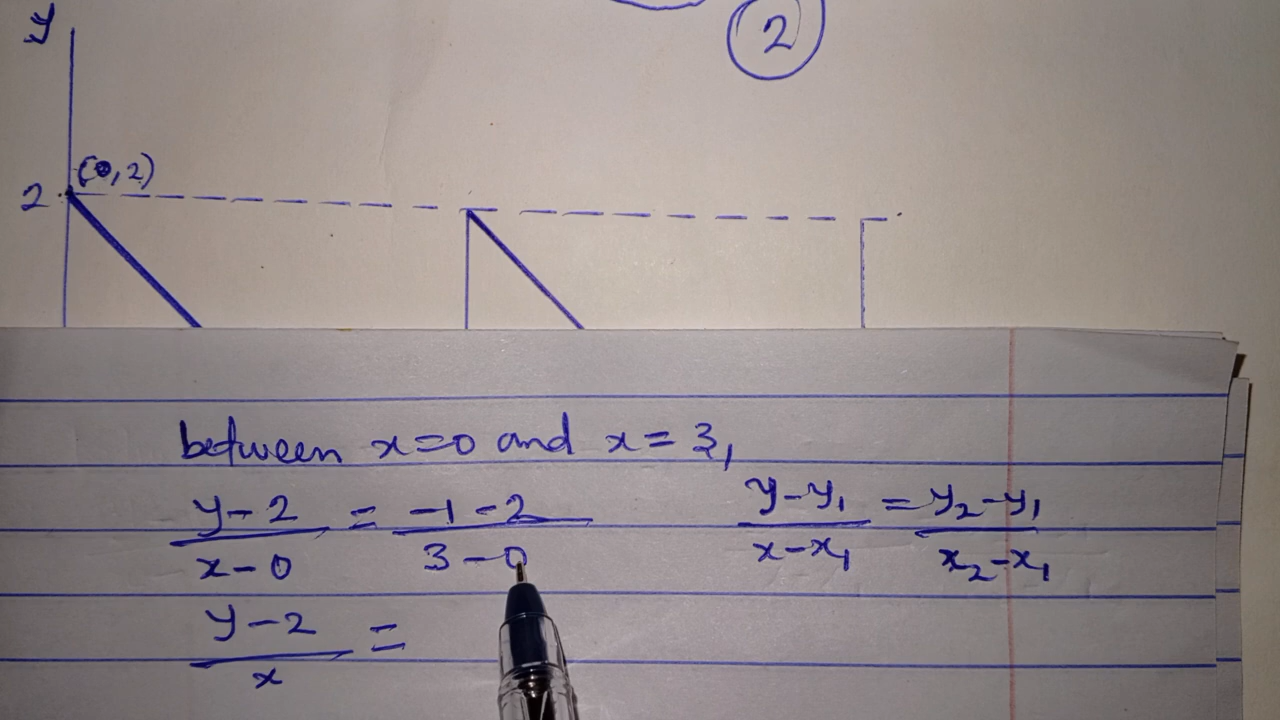 2
y
(0,2)
2
between x=0 and x=3,
y-2/x-0 = -1-2/3-0
y-y₁/x-x₁ = y₂-y₁/x₂-x₁
y-2/x =